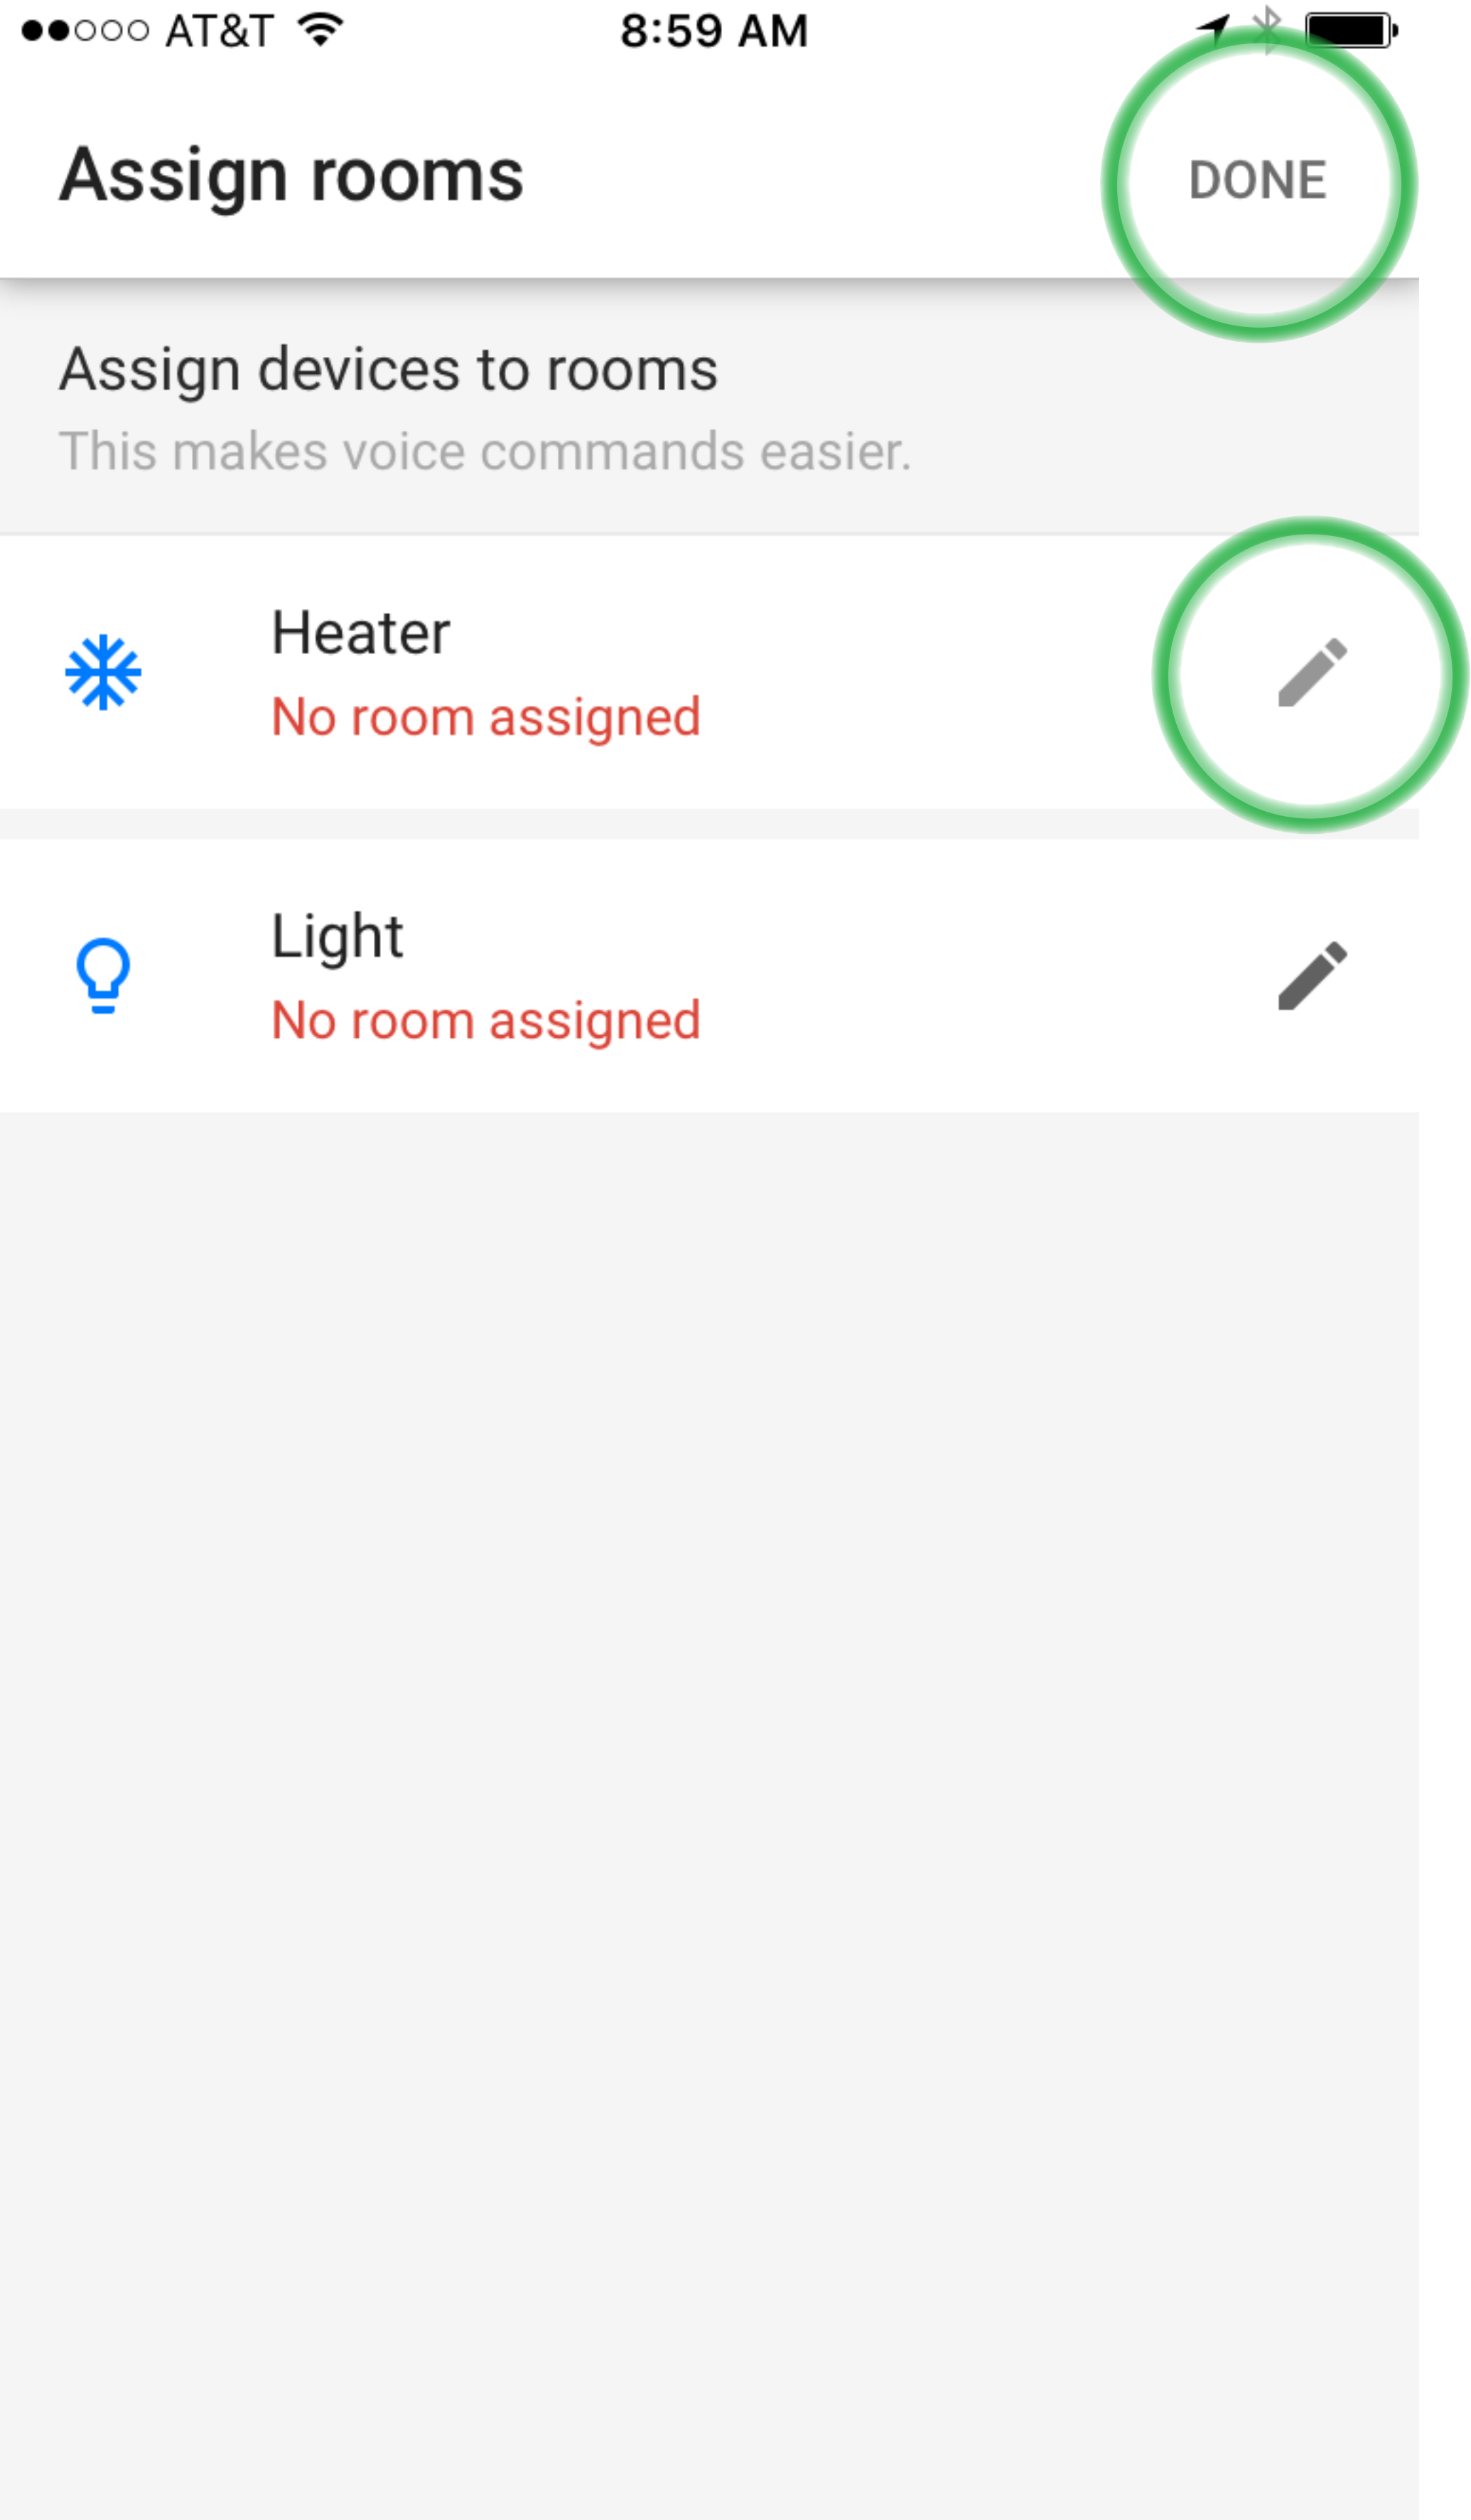 AT&T 8:59 AM
Assign rooms DONE
Assign devices to rooms
This makes voice commands easier.
Heater
No room assigned
Light
No room assigned